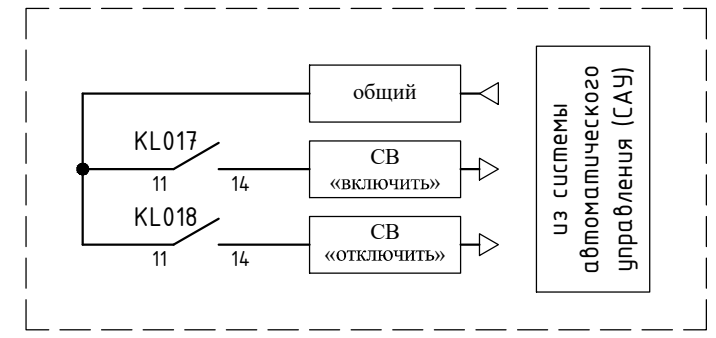 общий
KL017
11
14
СВ
«включить»
KL018
11
14
СВ
«отключить»
из системы
автоматического
управления (САУ)